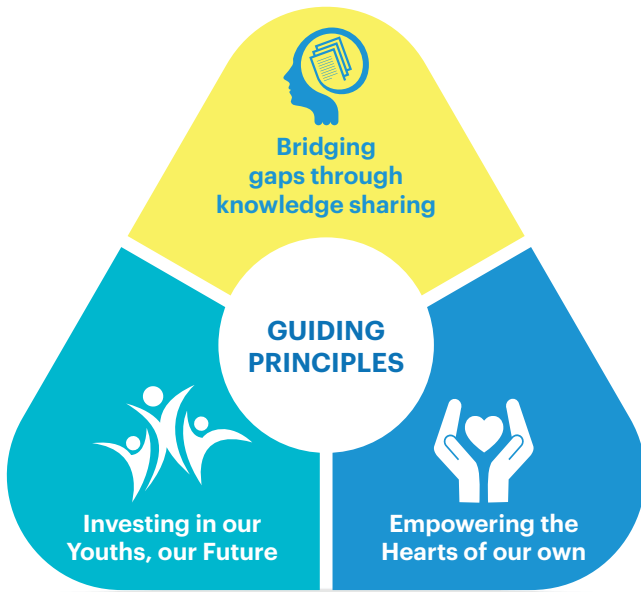 Bridging
gaps through
knowledge sharing
GUIDING
PRINCIPLES
Investing in our
Youths, our Future
Empowering the
Hearts of our own